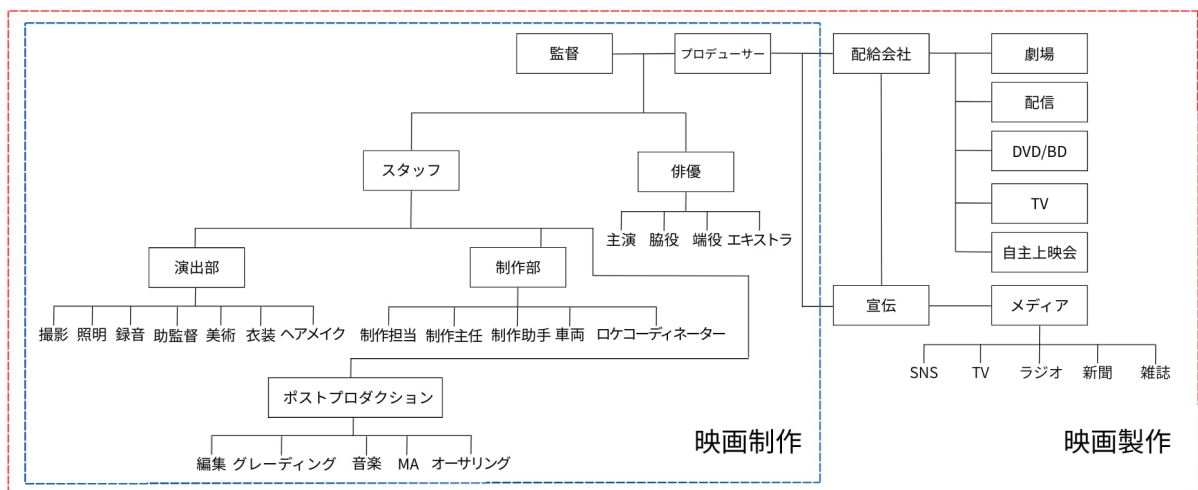 監督
プロデューサー
配給会社
劇場
配信
DVD/BD
TV
自主上映会
スタッフ
俳優
主演 脇役 端役 エキストラ
演出部
制作部
撮影 照明 録音 助監督 美術 衣装 ヘアメイク
制作担当 制作主任 制作助手 車両 ロケコーディネーター
ポストプロダクション
編集 グレーディング 音楽 MA オーサリング
宣伝
メディア
SNS TV ラジオ 新聞 雑誌
映画制作
映画製作